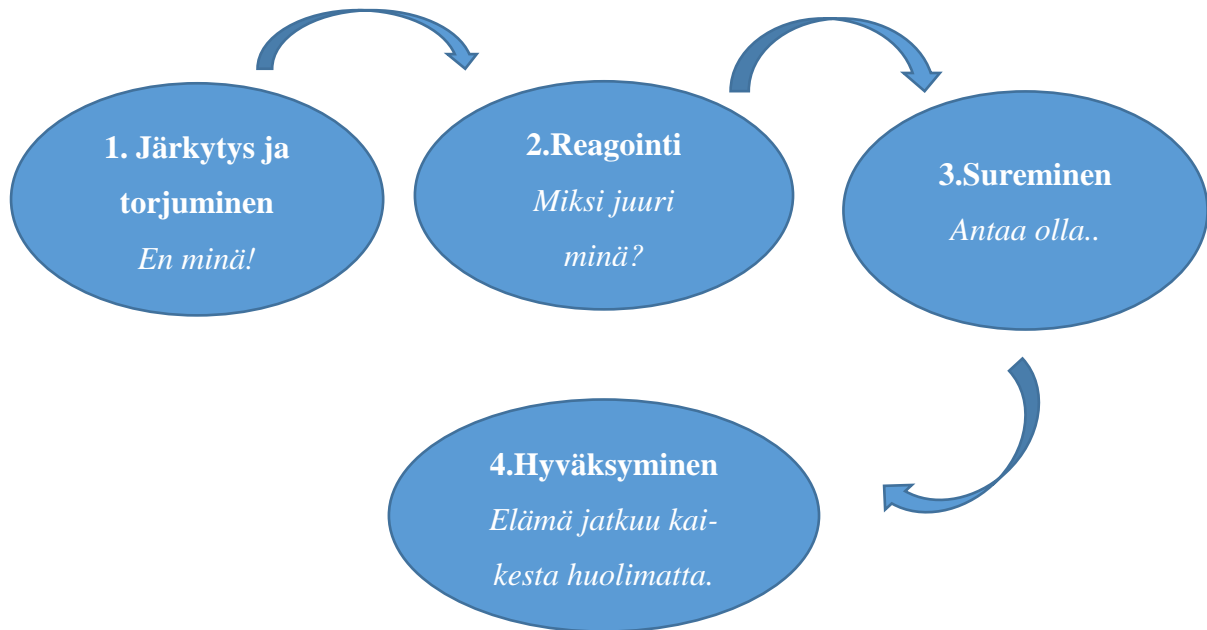 1. Järkytys ja
torjuminen
En minä!
2.Reagointi
Miksi juuri
minä?
3.Sureminen
Antaa olla..
4.Hyväksyminen
Elämä jatkuu kai-
kesta huolimatta.